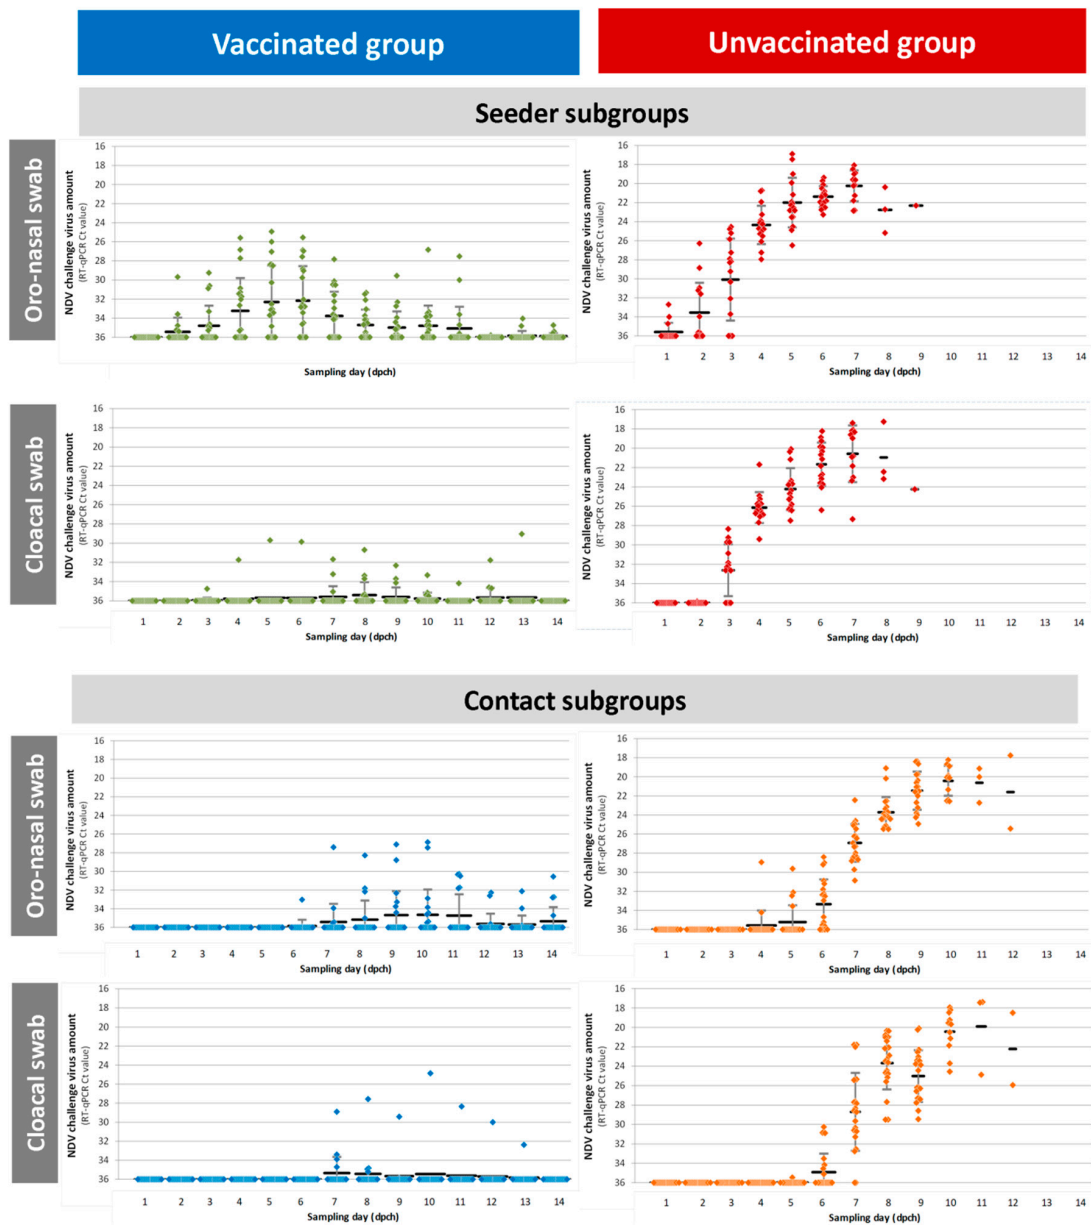 Vaccinated group
Unvaccinated group
Seeder subgroups
Oro-nasal swab
NDV challenge virus amount
(RT-qPCR Ct value)
16
18
20
22
24
26
28
30
32
34
36
1 2 3 4 5 6 7 8 9 10 11 12 13 14
Sampling day (dpch)
NDV challenge virus amount
(RT-qPCR Ct value)
16
18
20
22
24
26
28
30
32
34
36
1 2 3 4 5 6 7 8 9 10 11 12 13 14
Sampling day (dpch)
Cloacal swab
NDV challenge virus amount
(RT-qPCR Ct value)
16
18
20
22
24
26
28
30
32
34
36
1 2 3 4 5 6 7 8 9 10 11 12 13 14
Sampling day (dpch)
NDV challenge virus amount
(RT-qPCR Ct value)
16
18
20
22
24
26
28
30
32
34
36
1 2 3 4 5 6 7 8 9 10 11 12 13 14
Sampling day (dpch)
Contact subgroups
Oro-nasal swab
NDV challenge virus amount
(RT-qPCR Ct value)
16
18
20
22
24
26
28
30
32
34
36
1 2 3 4 5 6 7 8 9 10 11 12 13 14
Sampling day (dpch)
NDV challenge virus amount
(RT-qPCR Ct value)
16
18
20
22
24
26
28
30
32
34
36
1 2 3 4 5 6 7 8 9 10 11 12 13 14
Sampling day (dpch)
Cloacal swab
NDV challenge virus amount
(RT-qPCR Ct value)
16
18
20
22
24
26
28
30
32
34
36
1 2 3 4 5 6 7 8 9 10 11 12 13 14
Sampling day (dpch)
NDV challenge virus amount
(RT-qPCR Ct value)
16
18
20
22
24
26
28
30
32
34
36
1 2 3 4 5 6 7 8 9 10 11 12 13 14
Sampling day (dpch)